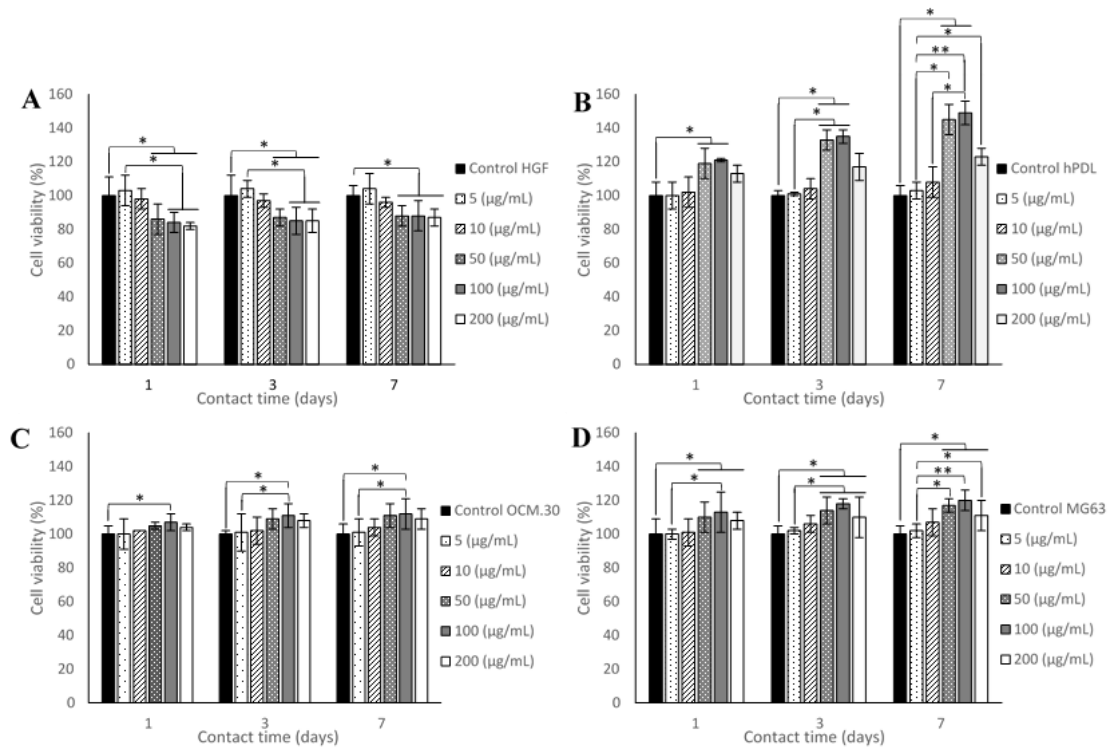 A
Cell viability (%)
160
140
120
100
80
60
40
20
0
*
*
*
*
*
1
3
7
Contact time (days)
Control HGF
5 (µg/mL)
10 (µg/mL)
50 (µg/mL)
100 (µg/mL)
200 (µg/mL)
B
Cell viability (%)
160
140
120
100
80
60
40
20
0
*
*
*
*
*
**
*
*
1
3
7
Contact time (days)
Control hPDL
5 (µg/mL)
10 (µg/mL)
50 (µg/mL)
100 (µg/mL)
200 (µg/mL)
C
Cell viability (%)
160
140
120
100
80
60
40
20
0
*
*
*
*
*
1
3
7
Contact time (days)
Control OCM.30
5 (µg/mL)
10 (µg/mL)
50 (µg/mL)
100 (µg/mL)
200 (µg/mL)
D
Cell viability (%)
160
140
120
100
80
60
40
20
0
*
*
*
*
*
*
**
*
1
3
7
Contact time (days)
Control MG63
5 (µg/mL)
10 (µg/mL)
50 (µg/mL)
100 (µg/mL)
200 (µg/mL)